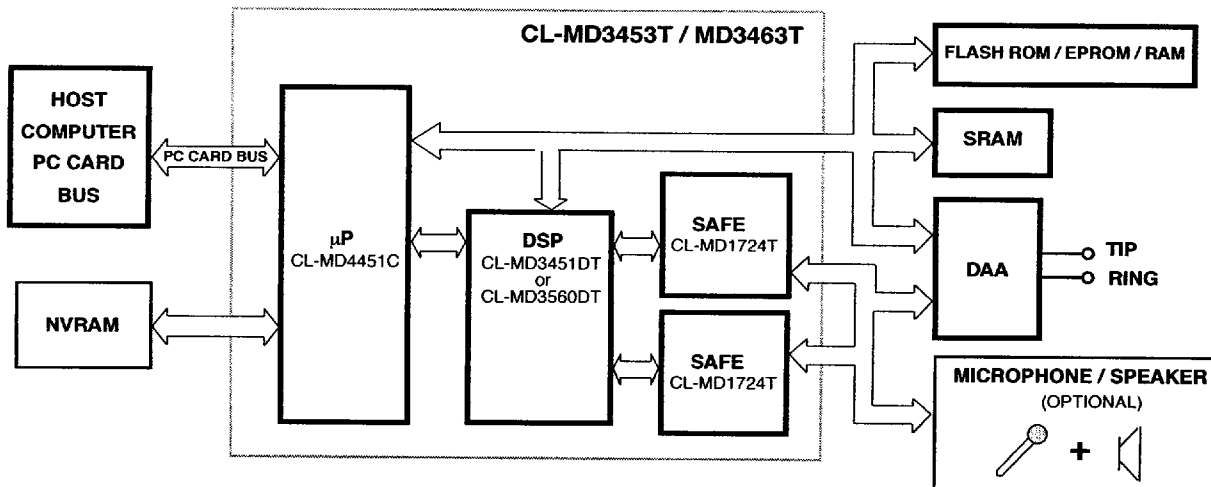 CL-MD3453T / MD3463T
HOST
COMPUTER
PC CARD
BUS
PC CARD BUS
NVRAM
μP
CL-MD4451C
DSP
CL-MD3451DT
or
CL-MD3560DT
SAFE
CL-MD1724T
SAFE
CL-MD1724T
FLASH ROM / EPROM / RAM
SRAM
DAA
TIP
RING
MICROPHONE / SPEAKER
(OPTIONAL)
+